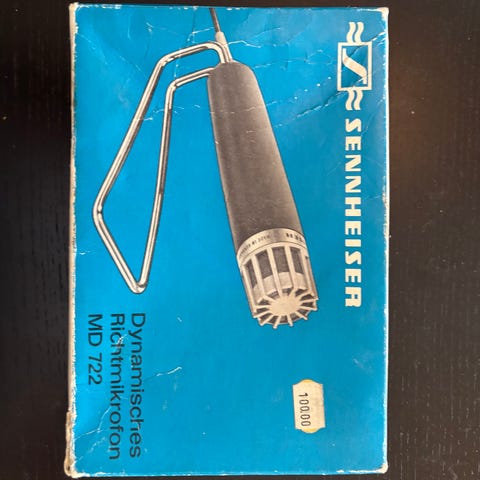 SENNHEISER
Dynamisches
Richtmikrofon
MD 722
100.00